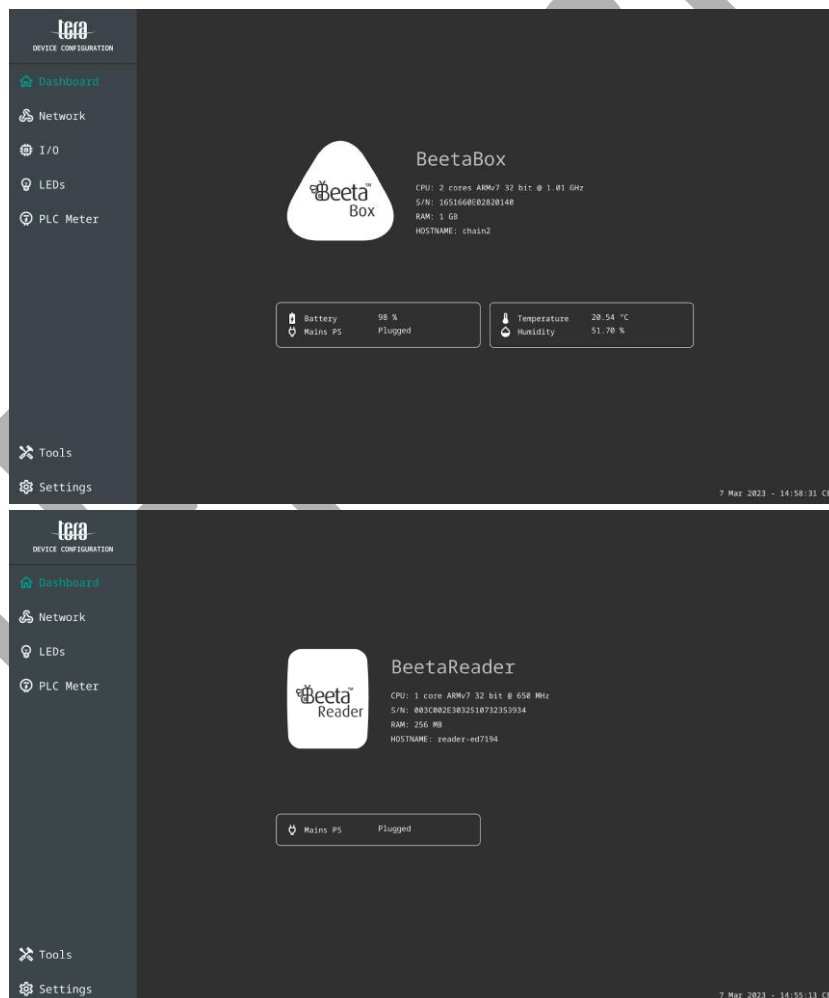 tera
DEVICE CONFIGURATION
Dashboard
Network
I/O
LEDs
PLC Meter
Tools
Settings
Beeta™
Box
BeetaBox
CPU: 2 cores ARMv7 32 bit @ 1.01 GHz
S/N: 1651660E02820140
RAM: 1 GB
HOSTNAME: chain2
Battery 98 %
Mains PS Plugged
Temperature 20.54 °C
Humidity 51.70 %
7 Mar 2023 - 14:58:31
tera
DEVICE CONFIGURATION
Dashboard
Network
LEDs
PLC Meter
Tools
Settings
Beeta™
Reader
BeetaReader
CPU: 1 core ARMv7 32 bit @ 650 MHz
S/N: 003C002E3032510732353934
RAM: 256 MB
HOSTNAME: reader-ed7194
Mains PS Plugged
7 Mar 2023 - 14:55:13